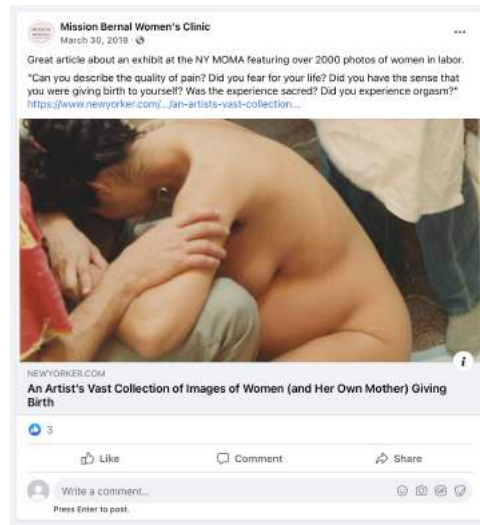 Mission Bernal Women's Clinic
March 30, 2018
Great article about an exhibit at the NY MOMA featuring over 2000 photos of women in labor.
"Can you describe the quality of pain? Did you fear for your life? Did you have the sense that
you were giving birth to yourself? Was the experience sacred? Did you experience orgasm?"
https://www.newyorker.com/.../an-artists-vast-collection...
NEWYORKER.COM
An Artist's Vast Collection of Images of Women (and Her Own Mother) Giving
Birth
3
Like Comment Share
Write a comment...
Press Enter to post.